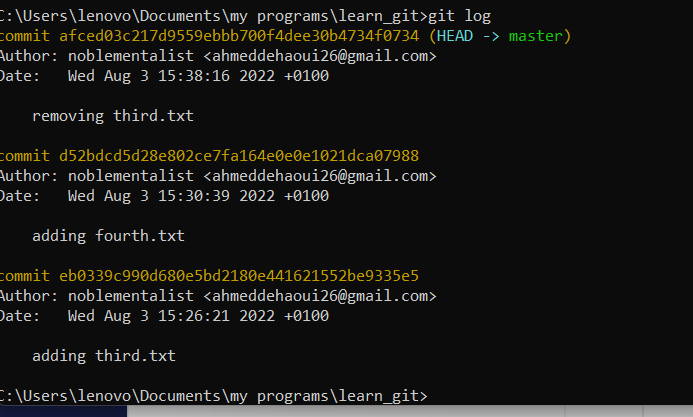 C:\Users\lenovo\Documents\my programs\learn_git>git log
commit afced03c217d9559ebbb700f4dee30b4734f0734 (HEAD -> master)
Author: noblementalist <ahmeddehaoui26@gmail.com>
Date:   Wed Aug 3 15:38:16 2022 +0100
    removing third.txt
commit d52bdcd5d28e802ce7fa164e0e0e1021dca07988
Author: noblementalist <ahmeddehaoui26@gmail.com>
Date:   Wed Aug 3 15:30:39 2022 +0100
    adding fourth.txt
commit eb0339c990d680e5bd2180e441621552be9335e5
Author: noblementalist <ahmeddehaoui26@gmail.com>
Date:   Wed Aug 3 15:26:21 2022 +0100
    adding third.txt
C:\Users\lenovo\Documents\my programs\learn_git>